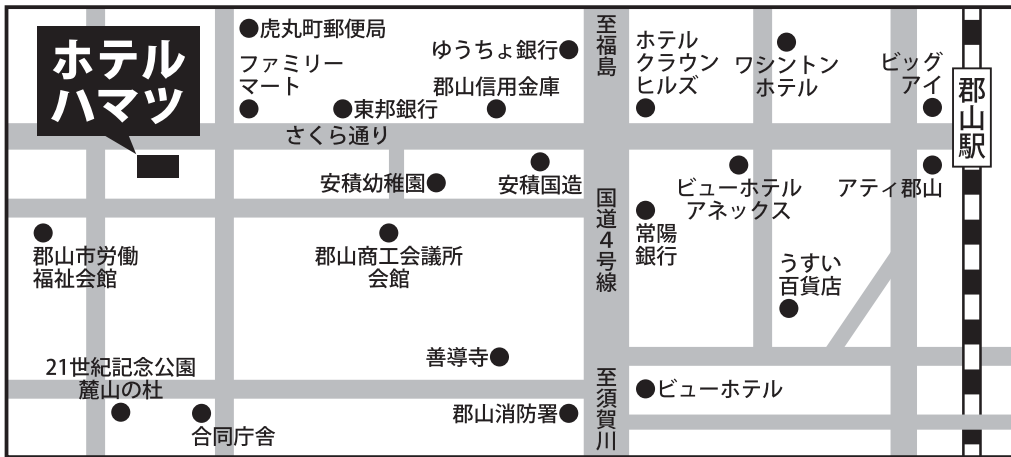 ホテル
ハマツ
虎丸町郵便局
ファミリー
マート
東邦銀行
ゆうちょ銀行
郡山信用金庫
至福島
ホテル
クラウン
ヒルズ
ワシントン
ホテル
ビッグ
アイ
郡山駅
さくら通り
安積幼稚園
安積国造
国道4号線
ビューホテル
アネックス
アティ郡山
常陽
銀行
うすい
百貨店
郡山市労働
福祉会館
郡山商工会議所
会館
善導寺
21世紀記念公園
麓山の杜
合同庁舎
郡山消防署
至須賀川
ビューホテル